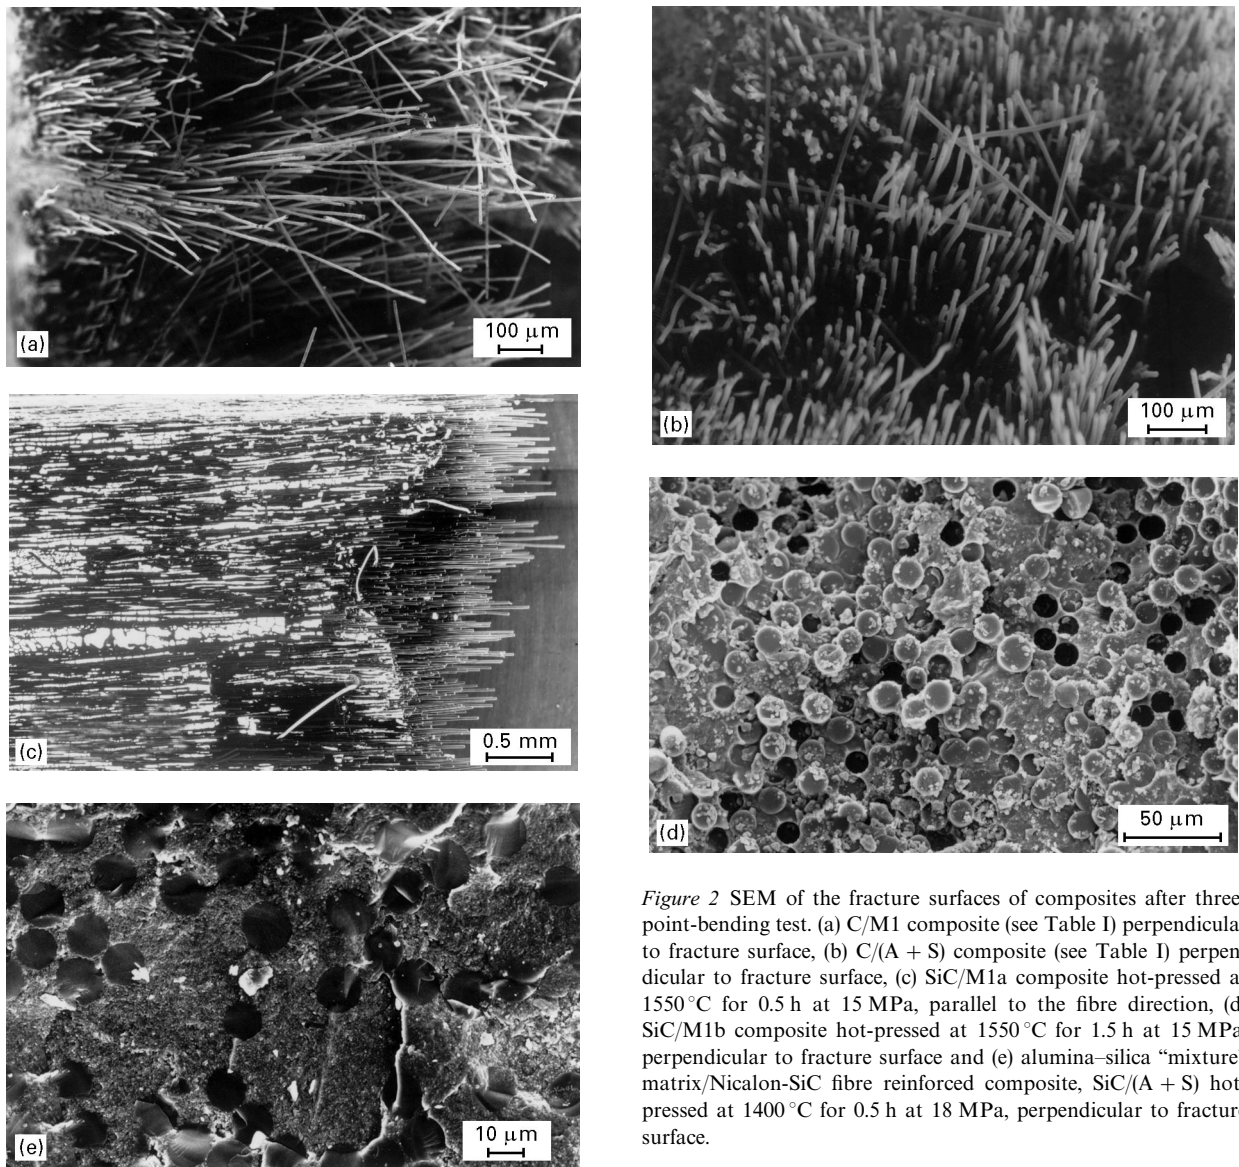 (a)
100 μm
(b)
100 μm
(c)
0.5 mm
(d)
50 μm
(e)
10 μm
Figure 2 SEM of the fracture surfaces of composites after three
point-bending test. (a) C/M1 composite (see Table I) perpendicula
to fracture surface, (b) C/(A + S) composite (see Table I) perpen
dicular to fracture surface, (c) SiC/M1a composite hot-pressed a
1550 °C for 0.5 h at 15 MPa, parallel to the fibre direction, (d
SiC/M1b composite hot-pressed at 1550 °C for 1.5 h at 15 MPa
perpendicular to fracture surface and (e) alumina–silica “mixture”
matrix/Nicalon-SiC fibre reinforced composite, SiC/(A + S) hot
pressed at 1400 °C for 0.5 h at 18 MPa, perpendicular to fracture
surface.